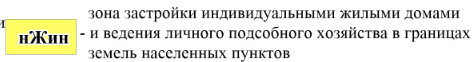 зона застройки индивидуальными жилыми домами
и нЖин - и ведения личного подсобного хозяйства в границах
земель населенных пунктов